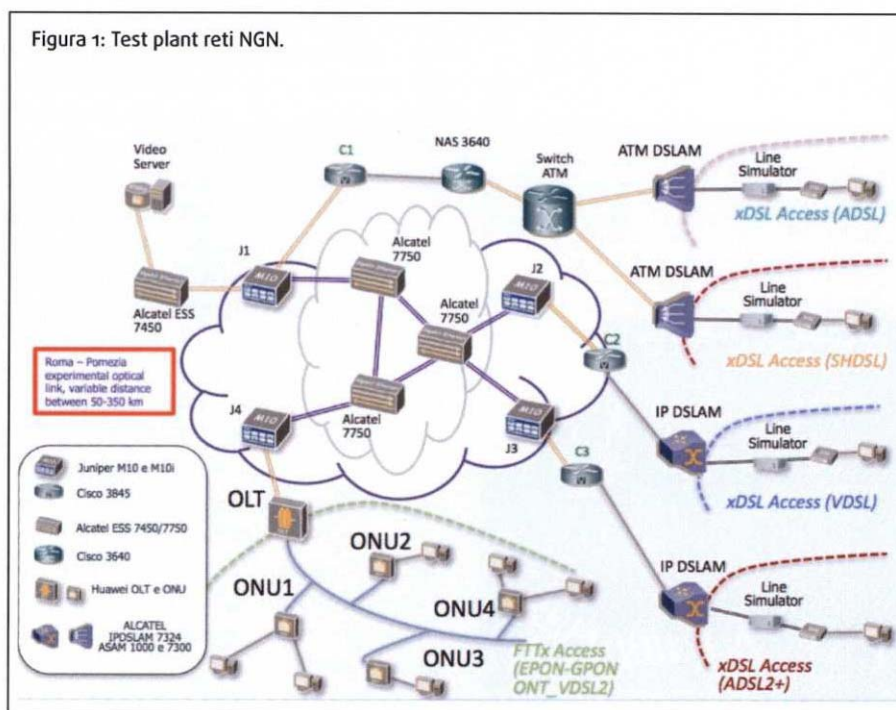 Figura 1: Test plant reti NGN.
Video
Server
C1
NAS 3640
Switch
ATM
ATM DSLAM
Line
Simulator
xDSL Access (ADSL)
J1
M10
Alcatel
7750
J2
M10
Alcatel ESS
7450
Alcatel
7750
C2
ATM DSLAM
Line
Simulator
xDSL Access (SHDSL)
Roma – Pomezia
experimental optical
link, variable distance
between 50-350 km
J4
M10
Alcatel
7750
M10
J3
C3
IP DSLAM
Line
Simulator
xDSL Access (VDSL)
Juniper M10 e M10i
Cisco 3845
Alcatel ESS 7450/7750
Cisco 3640
Huawei OLT e ONU
ALCATEL
IPDSLAM 7324
ASAM 1000 e 7300
OLT
ONU1
ONU2
ONU4
ONU3
FTTx Access
(EPON-GPON
ONT_VDSL2)
IP DSLAM
Line
Simulator
xDSL Access
(ADSL2+)